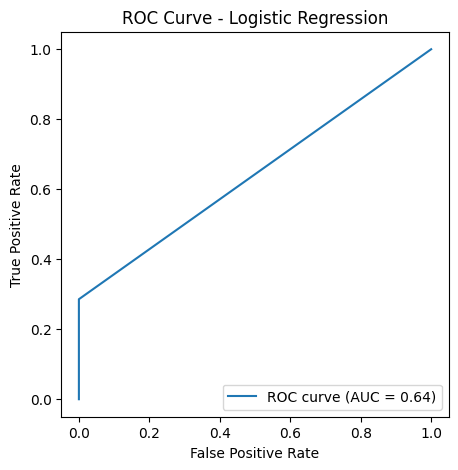 ROC Curve - Logistic Regression
True Positive Rate
1.0
0.8
0.6
0.4
0.2
0.0
ROC curve (AUC = 0.64)
0.0 0.2 0.4 0.6 0.8 1.0
False Positive Rate